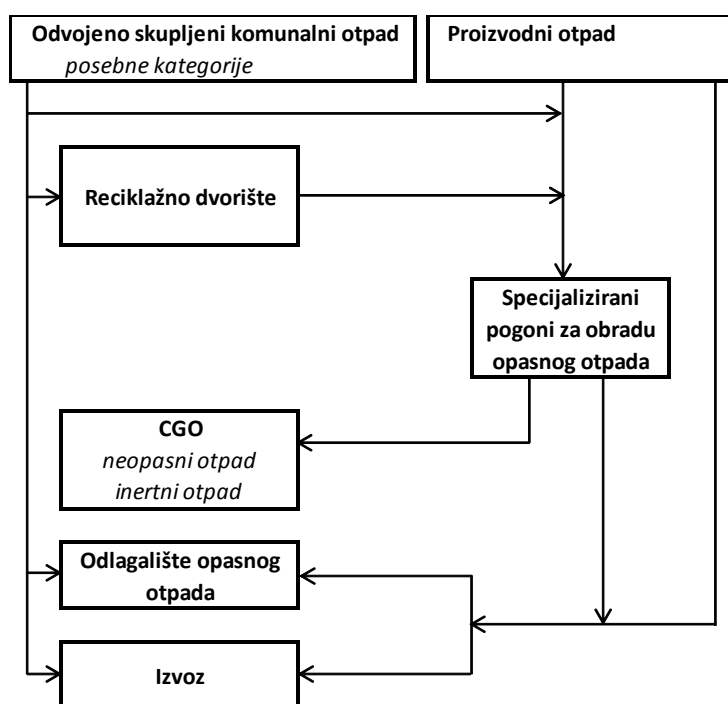 Odvojeno skupljeni komunalni otpad
posebne kategorije
Proizvodni otpad
Reciklažno dvorište
Specijalizirani
pogoni za obradu
opasnog otpada
CGO
neopasni otpad
inertni otpad
Odlagalište opasnog
otpada
Izvoz